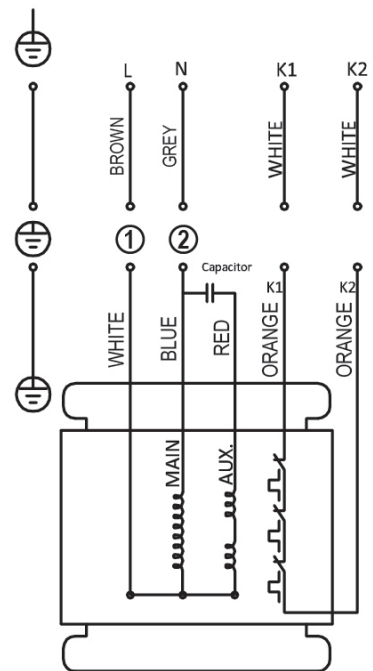 L N K1 K2
BROWN GREY WHITE WHITE
1 2
Capacitor
K1 K2
WHITE BLUE RED ORANGE ORANGE
MAIN AUX.